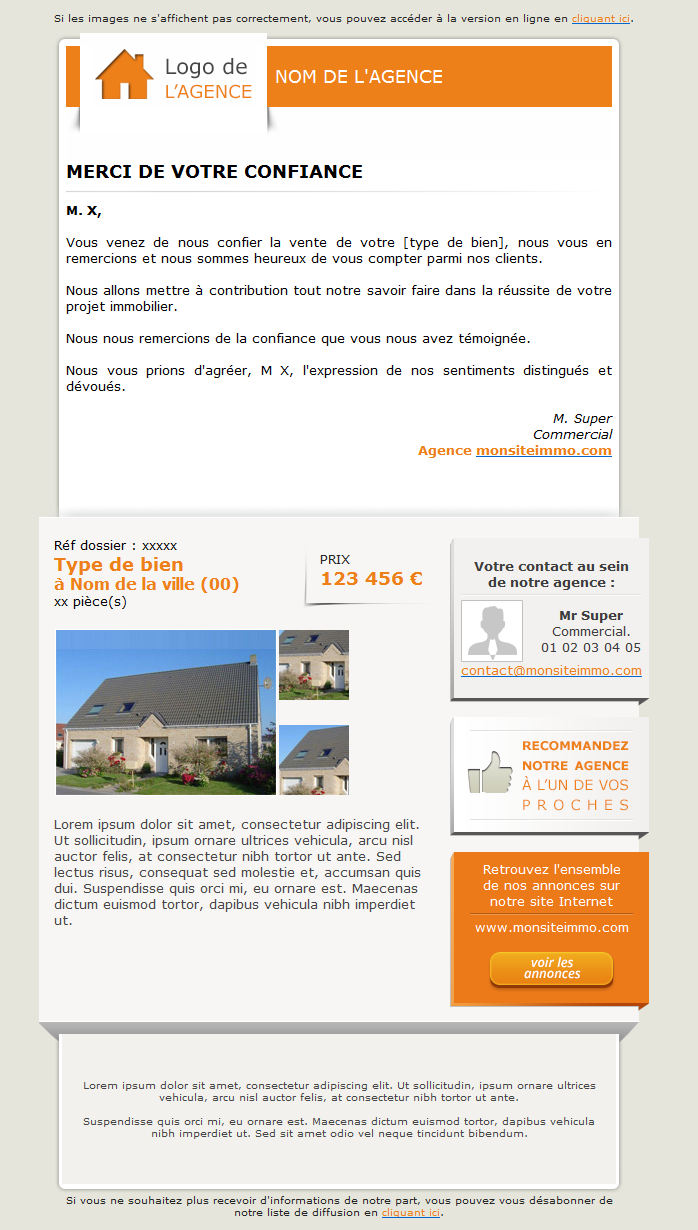 Si les images ne s'affichent pas correctement, vous pouvez accéder à la version en ligne en cliquant ici.
Logo de
L'AGENCE
NOM DE L'AGENCE
MERCI DE VOTRE CONFIANCE
M. X,
Vous venez de nous confier la vente de votre [type de bien], nous vous en
remercions et nous sommes heureux de vous compter parmi nos clients.
Nous allons mettre à contribution tout notre savoir faire dans la réussite de votre
projet immobilier.
Nous nous remercions de la confiance que vous nous avez témoignée.
Nous vous prions d'agréer, M X, l'expression de nos sentiments distingués et
dévoués.
M. Super
Commercial
Agence monsiteimmo.com
Réf dossier : xxxxx
Type de bien
à Nom de la ville (00)
xx pièce(s)
PRIX
123 456 €
Lorem ipsum dolor sit amet, consectetur adipiscing elit.
Ut sollicitudin, ipsum ornare ultrices vehicula, arcu nisl
auctor felis, at consectetur nibh tortor ut ante. Sed
lectus risus, consequat sed molestie et, accumsan quis
dui. Suspendisse quis orci mi, eu ornare est. Maecenas
dictum euismod tortor, dapibus vehicula nibh imperdiet
ut.
Votre contact au sein
de notre agence :
Mr Super
Commercial.
01 02 03 04 05
contact@monsiteimmo.com
RECOMMANDEZ
NOTRE AGENCE
À L'UN DE VOS
PROCHES
Retrouvez l'ensemble
de nos annonces sur
notre site Internet
www.monsiteimmo.com
voir les
annonces
Lorem ipsum dolor sit amet, consectetur adipiscing elit. Ut sollicitudin, ipsum ornare ultrices
vehicula, arcu nisl auctor felis, at consectetur nibh tortor ut ante.
Suspendisse quis orci mi, eu ornare est. Maecenas dictum euismod tortor, dapibus vehicula
nibh imperdiet ut. Sed sit amet odio vel neque tincidunt bibendum.
Si vous ne souhaitez plus recevoir d'informations de notre part, vous pouvez vous désabonner de
notre liste de diffusion en cliquant ici.